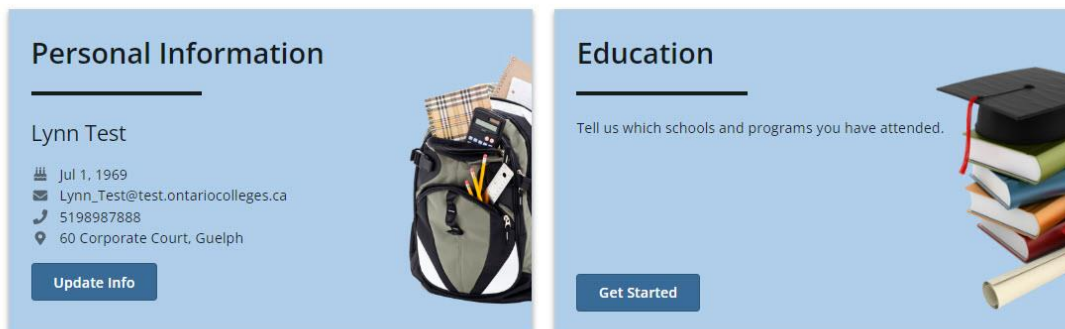 Personal Information
Lynn Test
Jul 1, 1969
Lynn_Test@test.ontariocolleges.ca
5198987888
60 Corporate Court, Guelph
Update Info
Education
Tell us which schools and programs you have attended.
Get Started